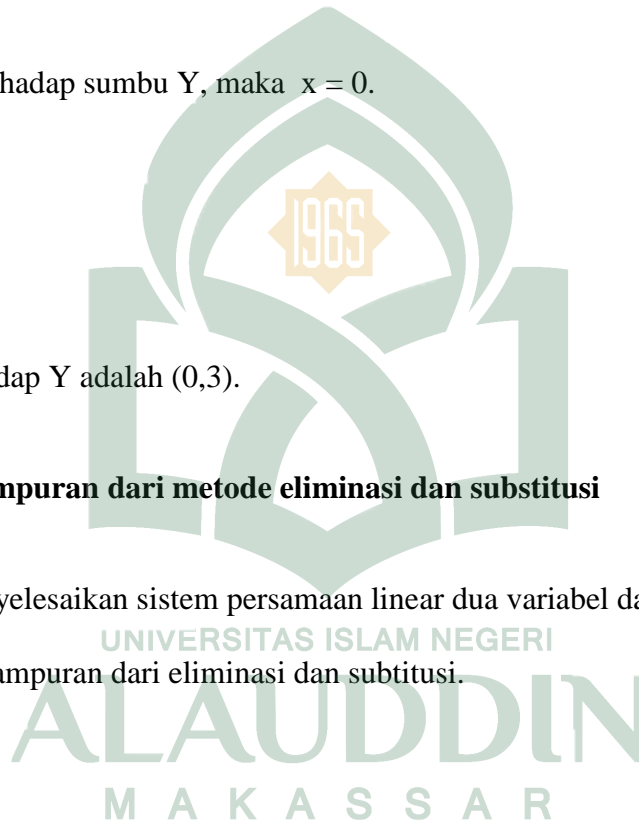 hadap sumbu Y, maka x = 0.
1965
dap Y adalah (0,3).
mpuran dari metode eliminasi dan substitusi
yelesaikan sistem persamaan linear dua variabel da
UNIVERSITAS ISLAM NEGERI
ampuran dari eliminasi dan subtitusi.
ALAUDDIN
MAKASSAR